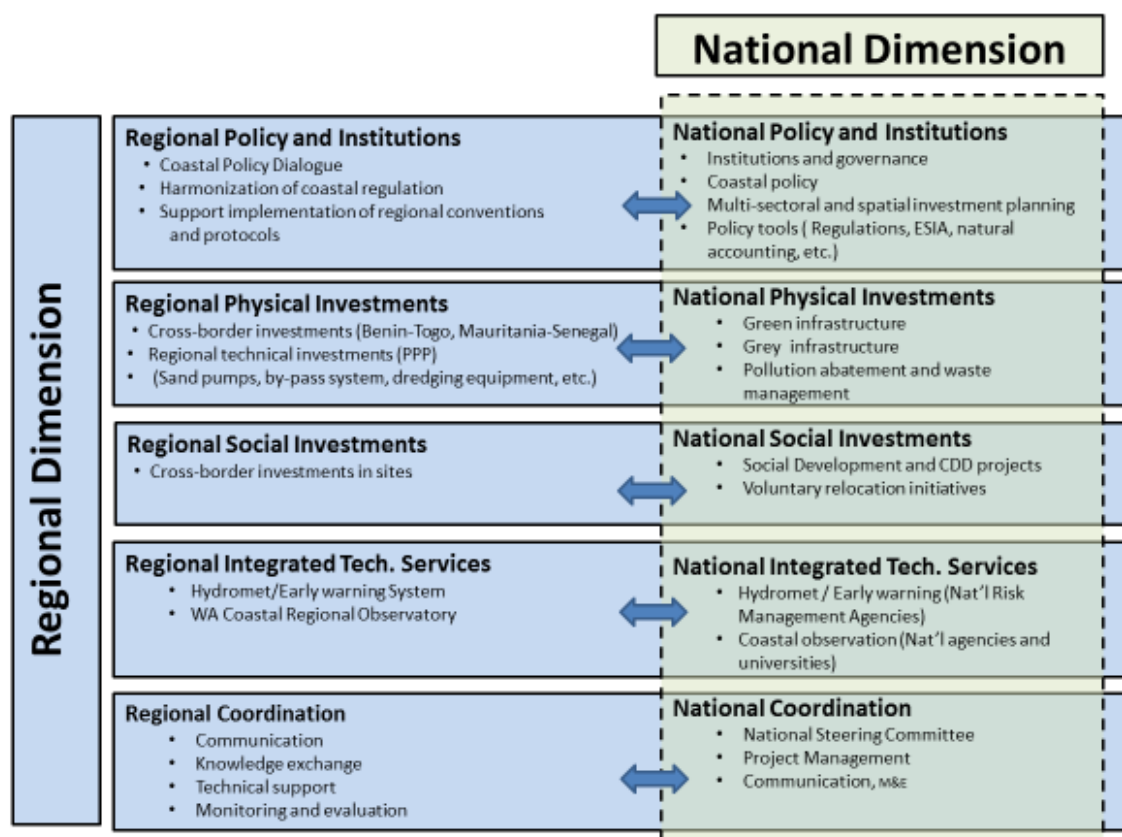 National Dimension
Regional Dimension
Regional Policy and Institutions
• Coastal Policy Dialogue
• Harmonization of coastal regulation
• Support implementation of regional conventions
and protocols
National Policy and Institutions
• Institutions and governance
• Coastal policy
• Multi-sectoral and spatial investment planning
• Policy tools ( Regulations, ESIA, natural
accounting, etc.)
Regional Physical Investments
• Cross-border investments (Benin-Togo, Mauritania-Senegal)
• Regional technical investments (PPP)
• (Sand pumps, by-pass system, dredging equipment, etc.)
National Physical Investments
• Green infrastructure
• Grey infrastructure
• Pollution abatement and waste
management
Regional Social Investments
• Cross-border investments in sites
National Social Investments
• Social Development and CDD projects
• Voluntary relocation initiatives
Regional Integrated Tech. Services
• Hydromet/Early warning System
• WA Coastal Regional Observatory
National Integrated Tech. Services
• Hydromet / Early warning (Nat'l Risk
Management Agencies)
• Coastal observation (Nat'l agencies and
universities)
Regional Coordination
• Communication
• Knowledge exchange
• Technical support
• Monitoring and evaluation
National Coordination
• National Steering Committee
• Project Management
• Communication, M&E